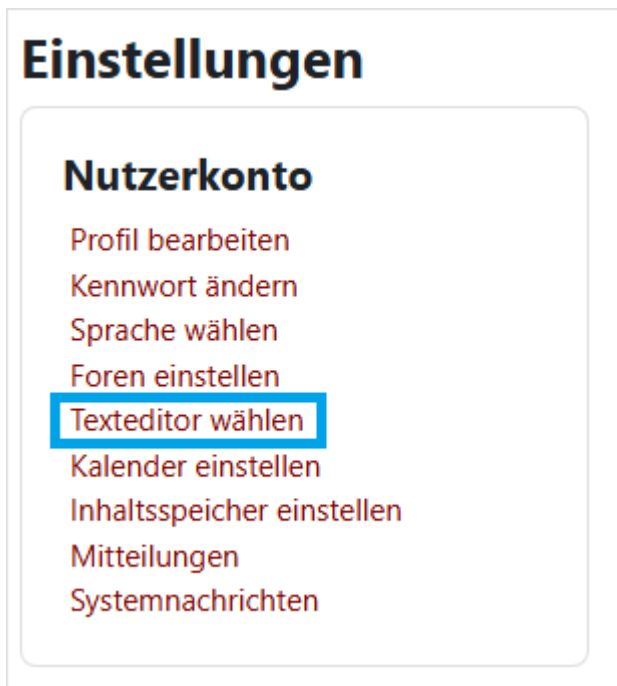 Einstellungen
Nutzerkonto
Profil bearbeiten
Kennwort ändern
Sprache wählen
Foren einstellen
Texteditor wählen
Kalender einstellen
Inhaltsspeicher einstellen
Mitteilungen
Systemnachrichten